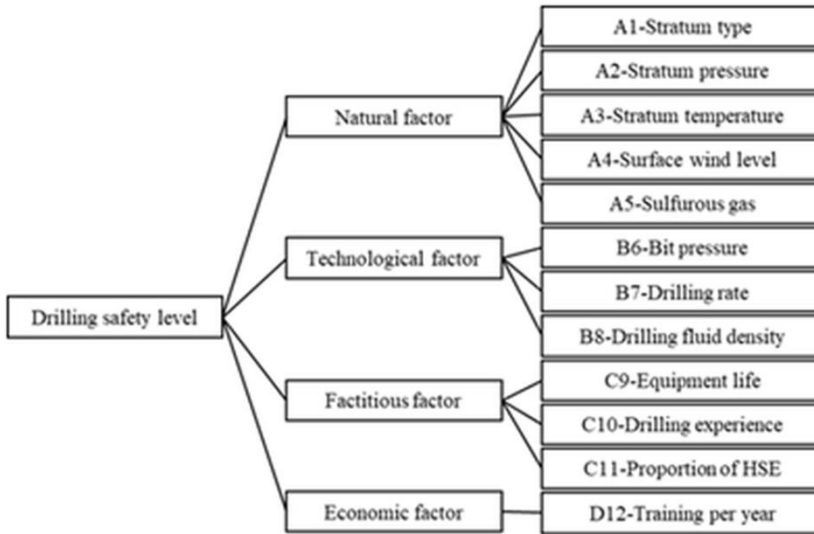 Drilling safety level
Natural factor
A1-Stratum type
A2-Stratum pressure
A3-Stratum temperature
A4-Surface wind level
A5-Sulfurous gas
Technological factor
B6-Bit pressure
B7-Drilling rate
B8-Drilling fluid density
Factitious factor
C9-Equipment life
C10-Drilling experience
C11-Proportion of HSE
Economic factor
D12-Training per year